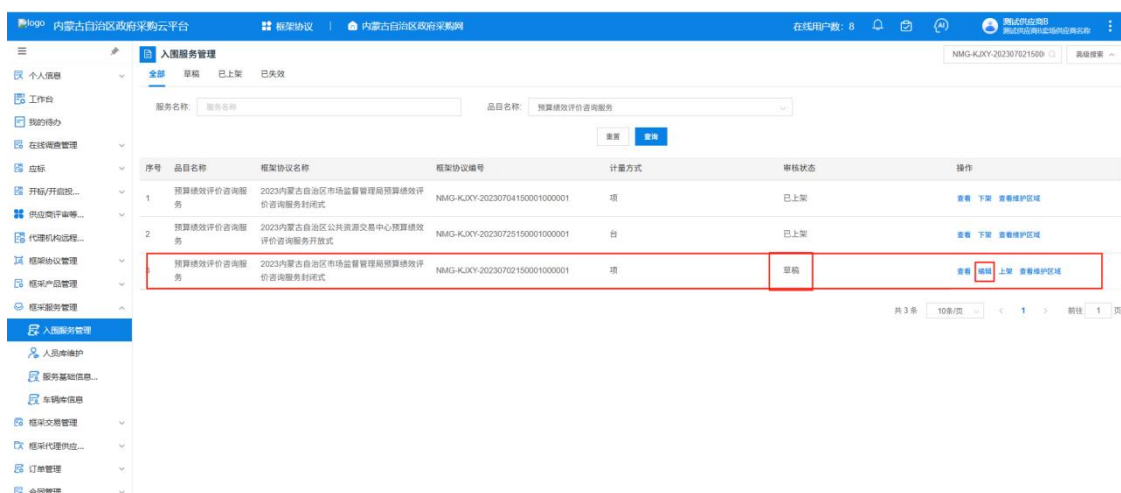 logo 内蒙古自治区政府采购云平台 框架协议 | 内蒙古自治区政府采购网 在线用户数: 8 (AI) 测试供应商B
测试供应商B卖场供应商名称
入围服务管理 NMG-KJXY-202307021500 高级搜索
全部 草稿 已上架 已失效
个人信息
工作台
我的待办
在线调查管理
应标
开标/开启投...
供应商评审等...
代理机构远程...
框架协议管理
框采产品管理
框采服务管理
入围服务管理
人员库维护
服务基础信息...
车辆库信息
框采交易管理
框采代理供应...
订单管理
合同管理
服务名称: 服务名称 品目名称: 预算绩效评价咨询服务
重置 查询
序号 品目名称 框架协议名称 框架协议编号 计量方式 审核状态 操作
1 预算绩效评价咨询服务 2023内蒙古自治区市场监督管理局预算绩效评价咨询服务封闭式 NMG-KJXY-20230704150001000001 项 已上架 查看 下架 查看维护区域
2 预算绩效评价咨询服务 2023内蒙古自治区公共资源交易中心预算绩效评价咨询服务开放式 NMG-KJXY-20230725150001000001 台 已上架 查看 下架 查看维护区域
3 预算绩效评价咨询服务 2023内蒙古自治区市场监督管理局预算绩效评价咨询服务封闭式 NMG-KJXY-20230702150001000001 项 草稿 查看 编辑 上架 查看维护区域
共 3 条 10条/页 < 1 > 前往 1 页